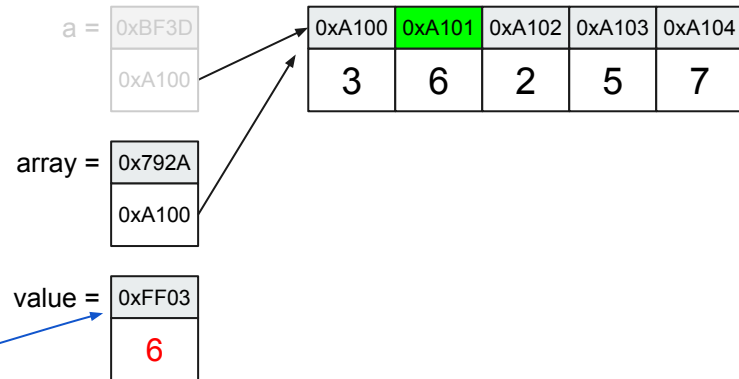 a = 0xBF3D 0xA100 0xA101 0xA102 0xA103 0xA104
0xA100 3 6 2 5 7
array = 0x792A
0xA100
value = 0xFF03
6